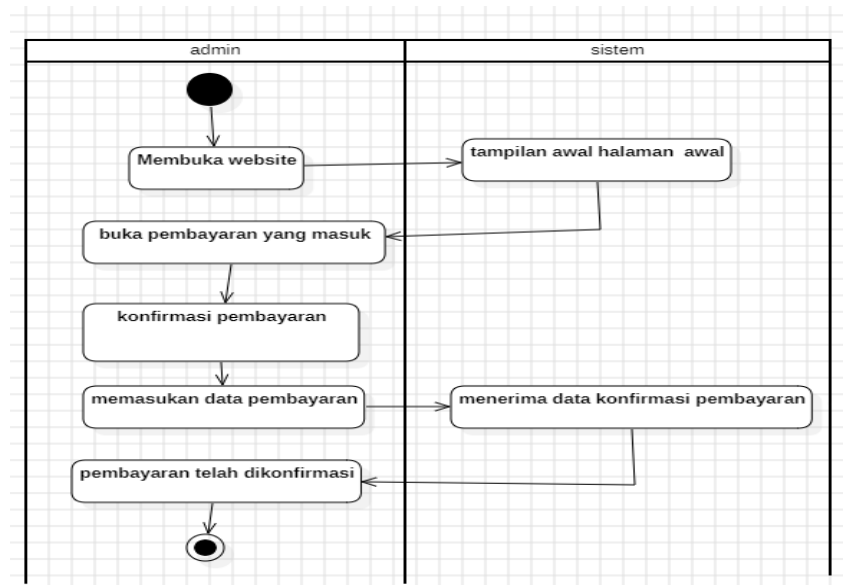 admin
sistem
Membuka website
tampilan awal halaman awal
buka pembayaran yang masuk
konfirmasi pembayaran
memasukan data pembayaran
menerima data konfirmasi pembayaran
pembayaran telah dikonfirmasi